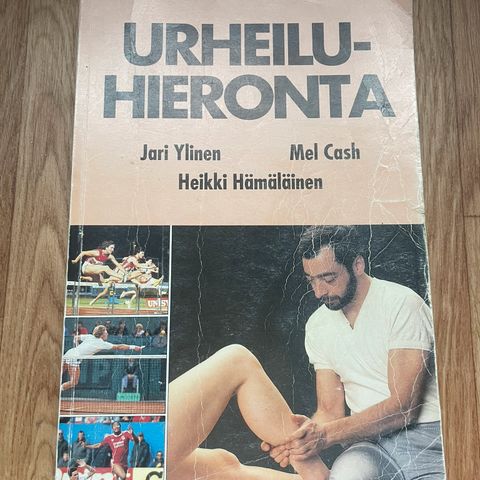 URHEILU-
HIERONTA
Jari Ylinen Mel Cash
Heikki Hämäläinen